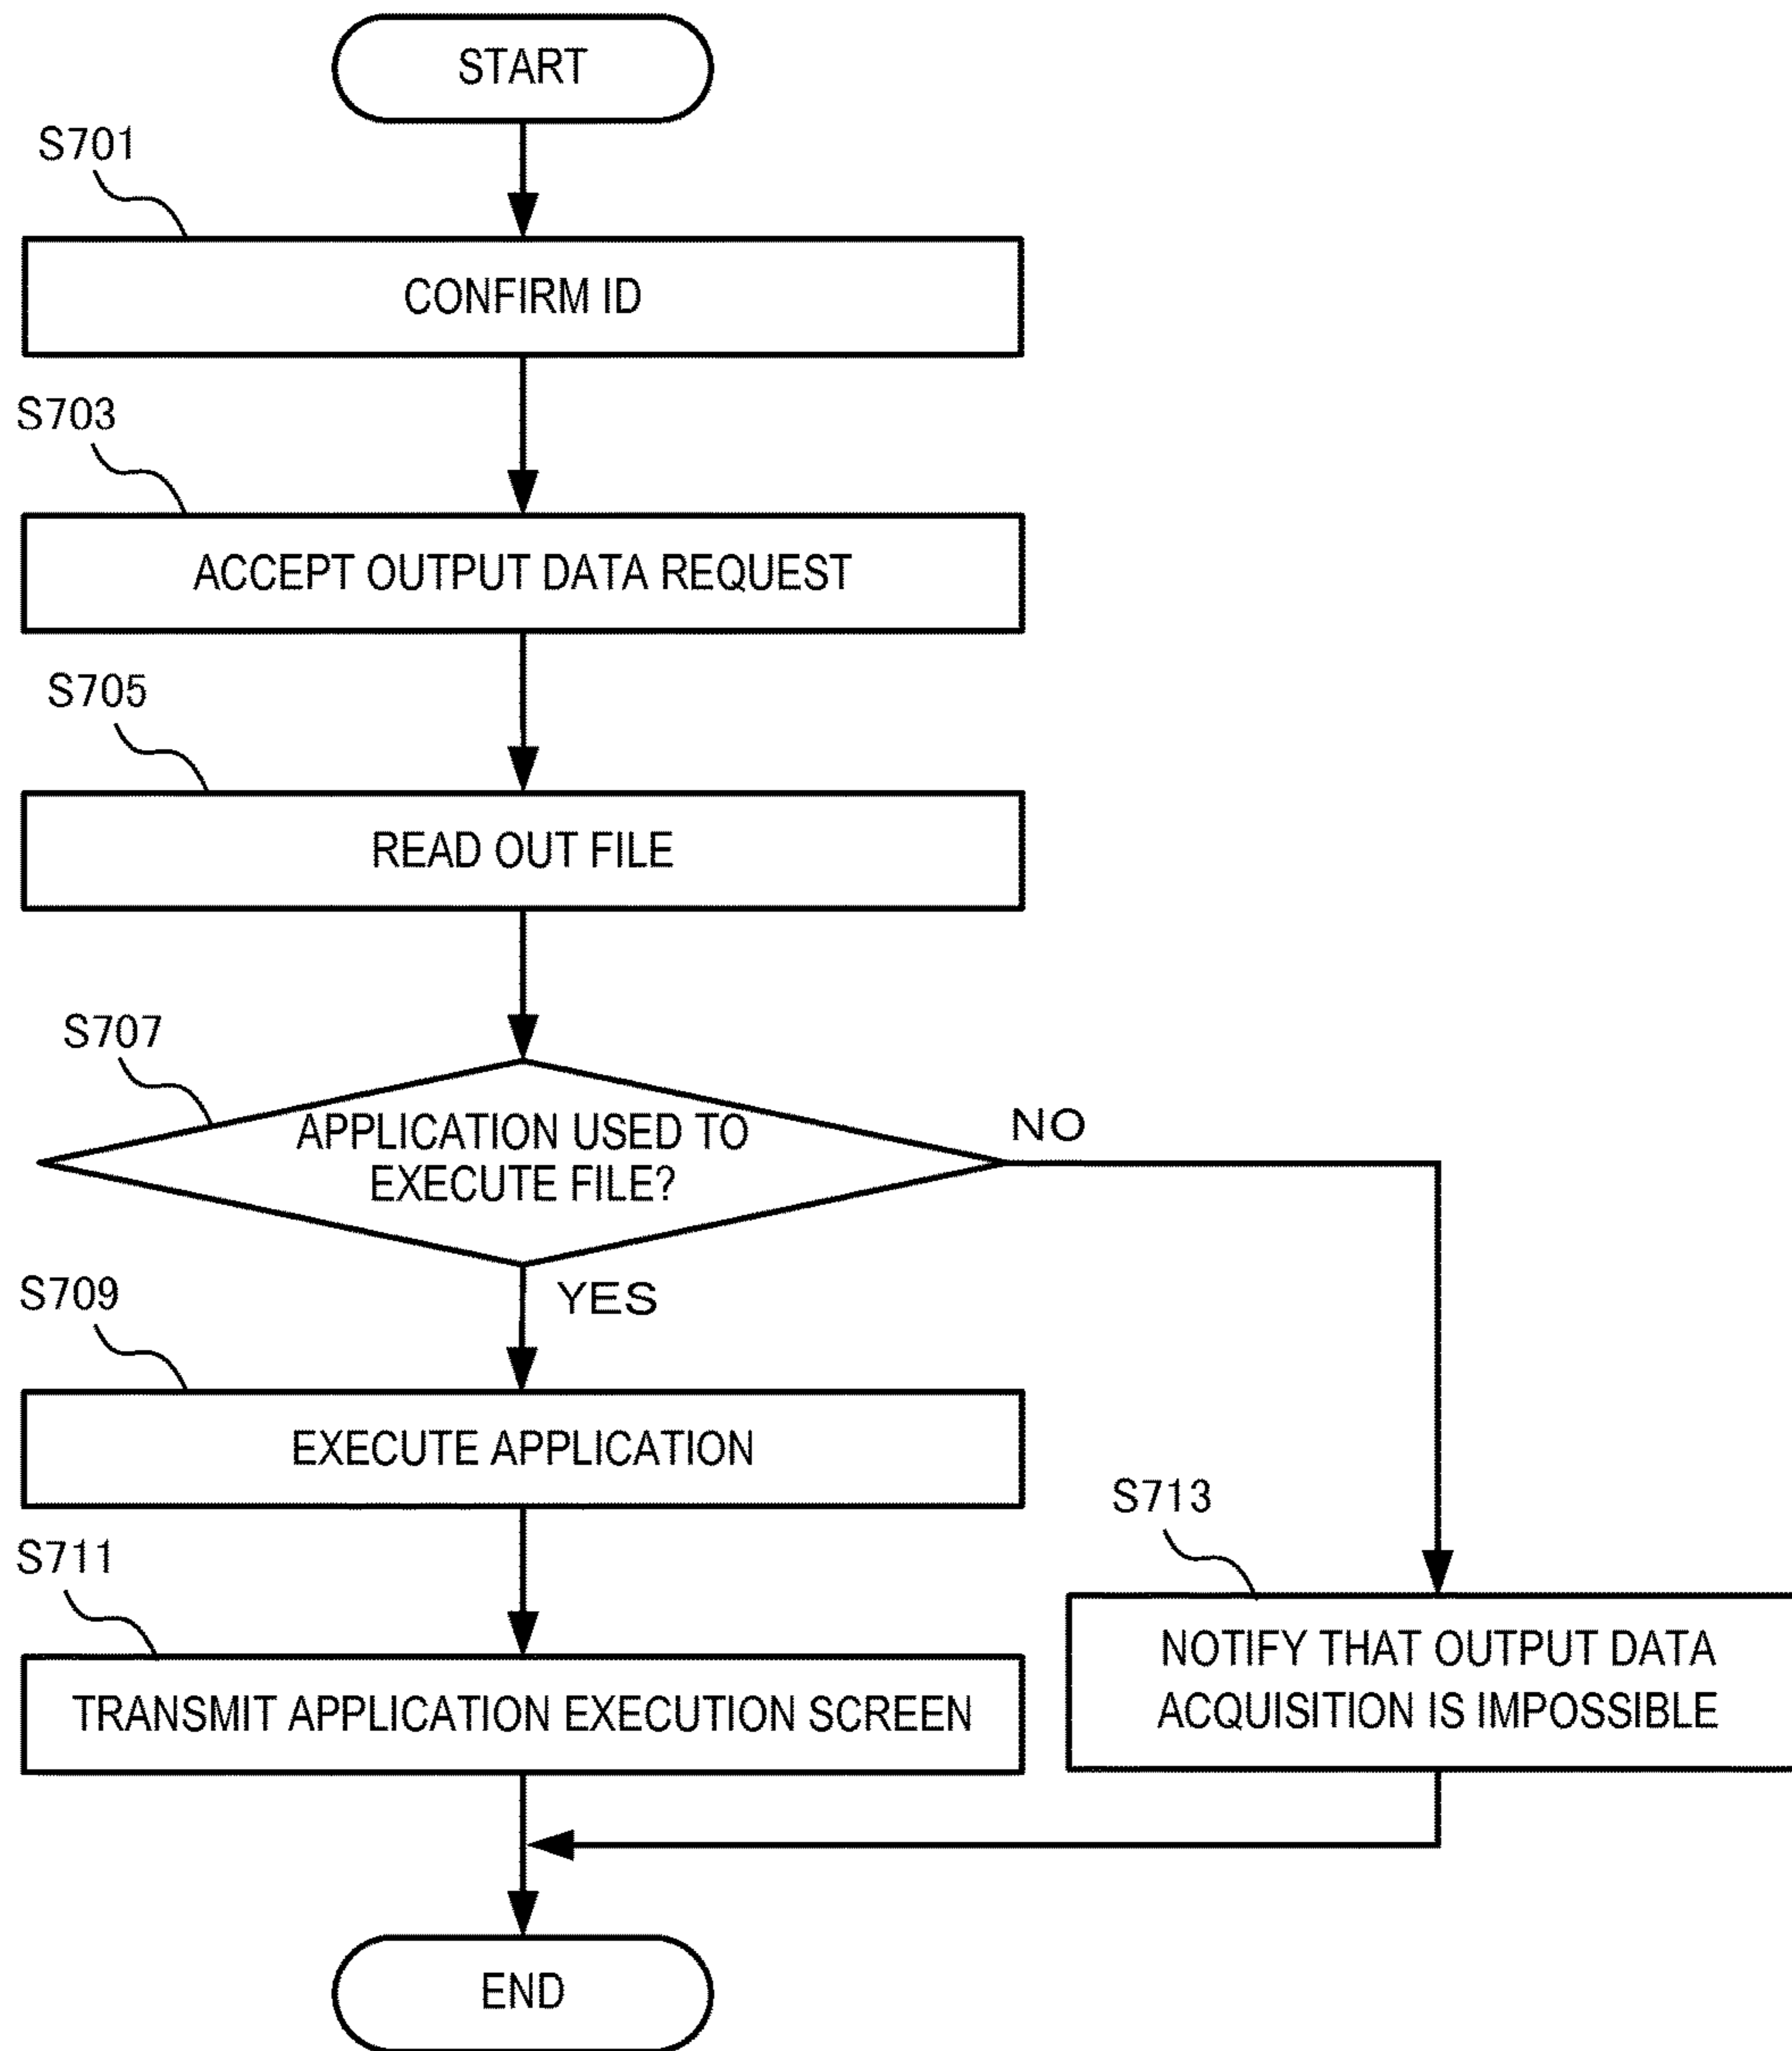 START
S701
CONFIRM ID
S703
ACCEPT OUTPUT DATA REQUEST
S705
READ OUT FILE
S707
APPLICATION USED TO
EXECUTE FILE?
NO
YES
S709
EXECUTE APPLICATION
S711
TRANSMIT APPLICATION EXECUTION SCREEN
S713
NOTIFY THAT OUTPUT DATA
ACQUISITION IS IMPOSSIBLE
END